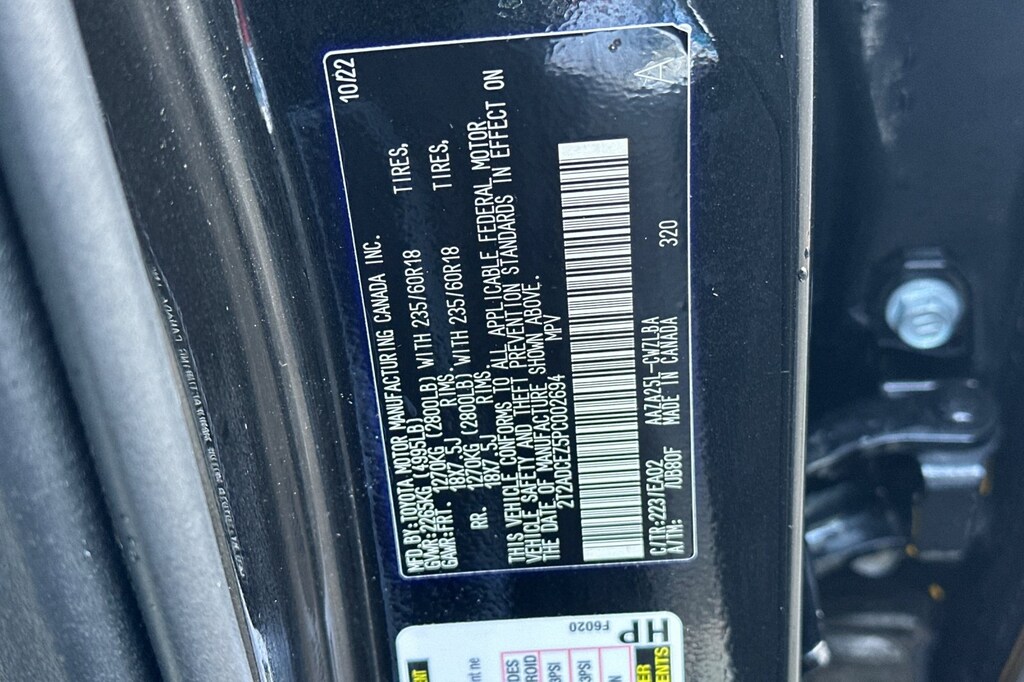 10/22
MFD.BY:TOYOTA MOTOR MANUFACTURING CANADA INC.
GVWR:2265KG (4995LB)
GAWR:FRT. 1270KG (2800LB) WITH 235/60R18 TIRES,
18X7.5J RIMS.
RR. 1270KG (2800LB) WITH 235/60R18 TIRES,
18X7.5J RIMS.
THIS VEHICLE CONFORMS TO ALL APPLICABLE FEDERAL MOTOR
VEHICLE SAFETY AND THEFT PREVENTION STANDARDS IN EFFECT ON
THE DATE OF MANUFACTURE SHOWN ABOVE.
2T2ADCEZ5PC002694 MPV
C/TR:223/EA02 AAZA25L-CWZLBA
A/TM: /UB80F MADE IN CANADA 320
A
HP
F6020